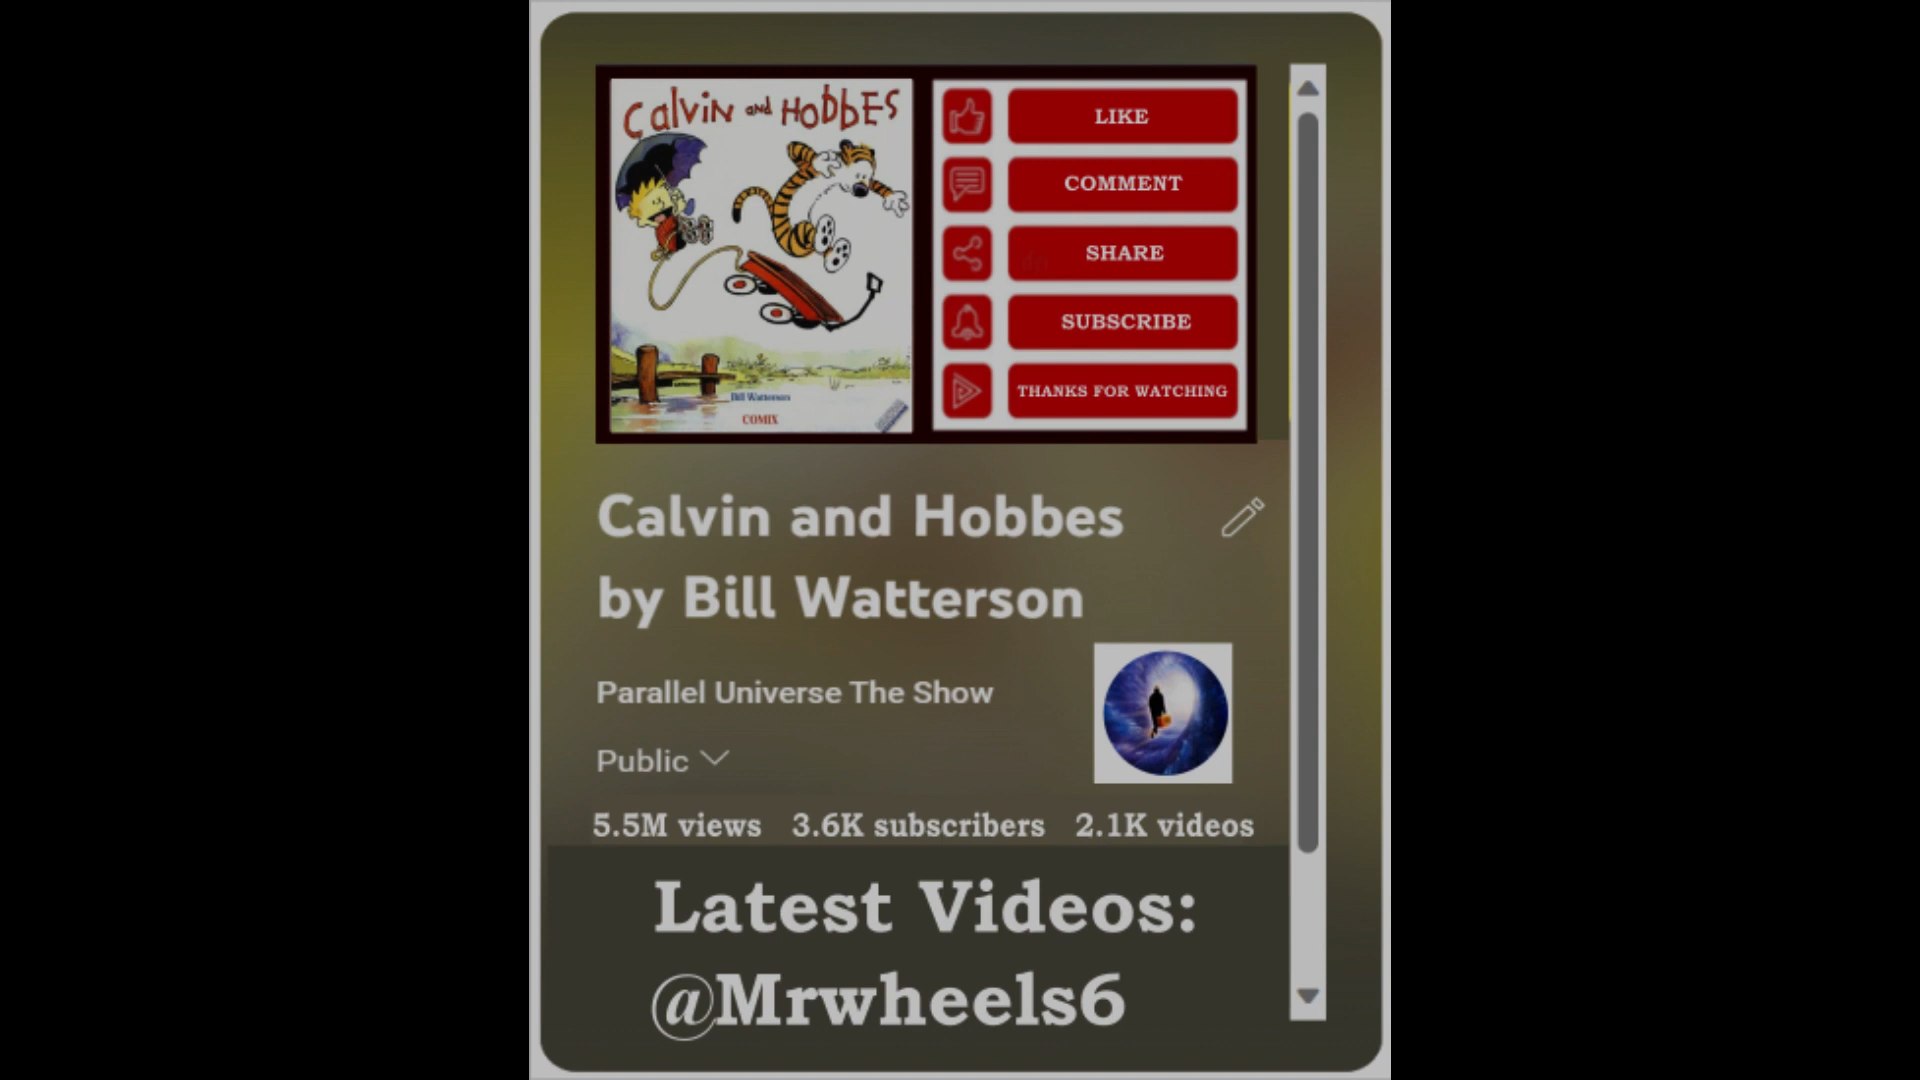 Calvin and HobbES
Bill Watterson
COMIX
LIKE
COMMENT
SHARE
SUBSCRIBE
THANKS FOR WATCHING
Calvin and Hobbes
by Bill Watterson
Parallel Universe The Show
Public
5.5M views 3.6K subscribers 2.1K videos
Latest Videos:
@Mrwheels6